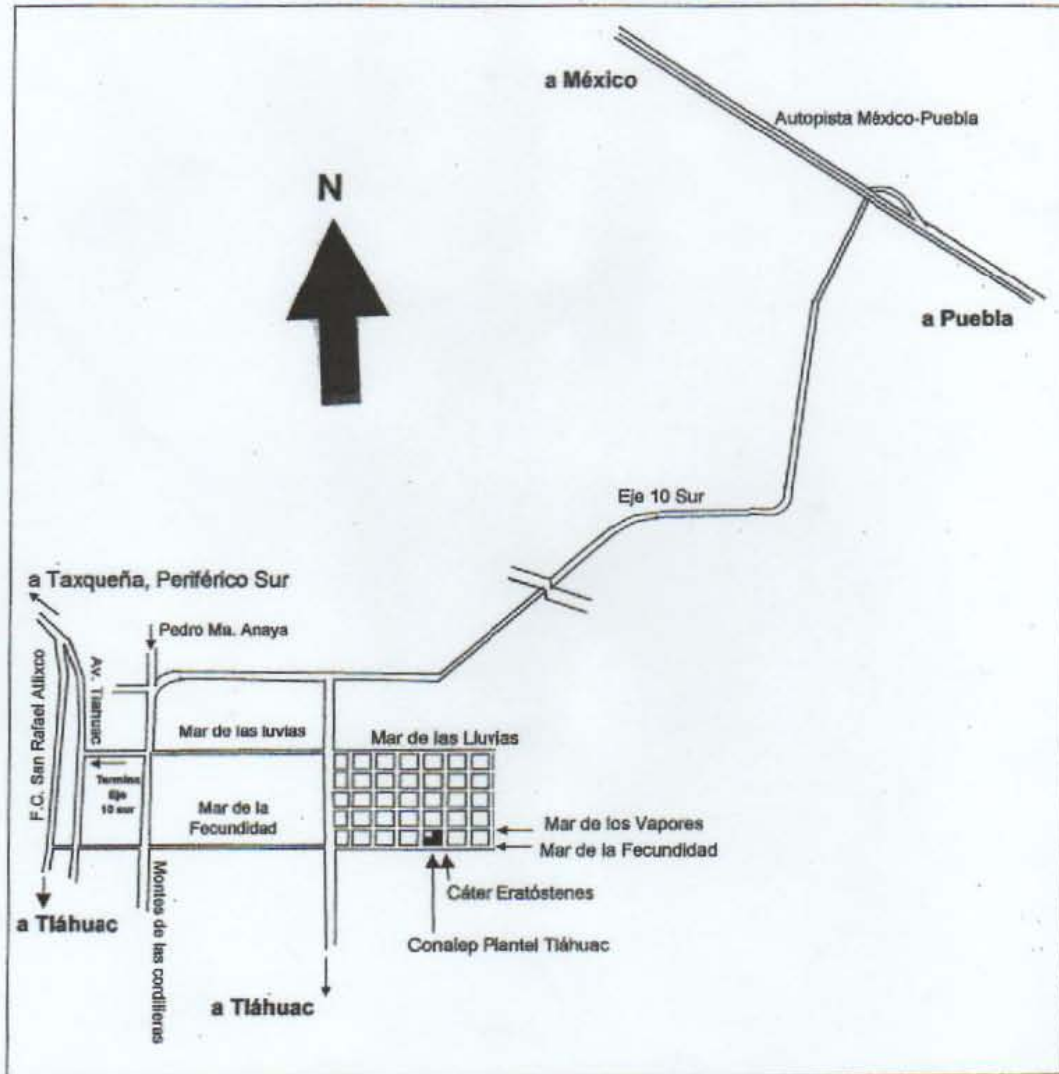 a México
Autopista México-Puebla
N
a Puebla
Eje 10 Sur
a Taxqueña, Periférico Sur
Pedro Ma. Anaya
F.C. San Rafael Atlixco
Av. Tlahuac
Mar de las luvias
Mar de las Lluvias
Termina
Eje
10 sur
Mar de la
Fecundidad
Mar de los Vapores
Mar de la Fecundidad
Cáter Eratóstenes
a Tláhuac
Montes de las cordilleras
Conalep Plantel Tláhuac
a Tláhuac